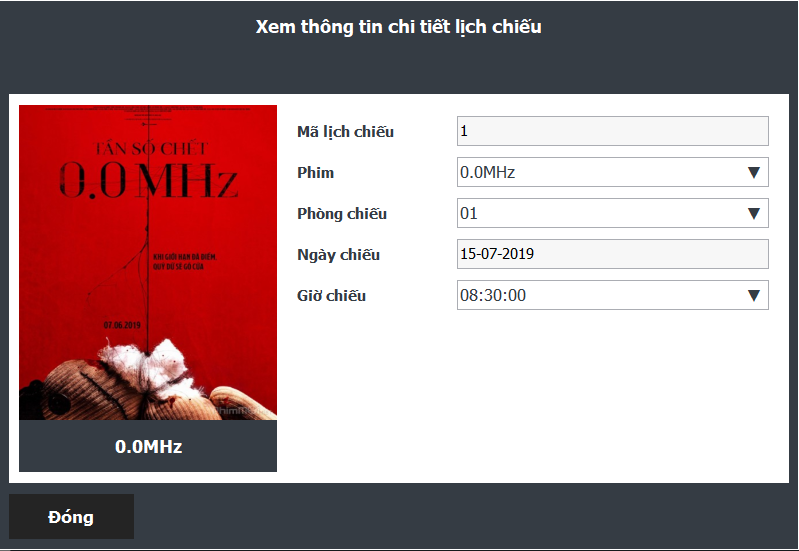 Xem thông tin chi tiết lịch chiếu
TẦN SỐ CHẾT
0.0 MHz
KHI GIỚI HẠN BỊ ĐIỂM,
QUỶ DỮ SẼ GÕ CỬA
07.06.2019
0.0MHz
Mã lịch chiếu
1
Phim
0.0MHz
Phòng chiếu
01
Ngày chiếu
15-07-2019
Giờ chiếu
08:30:00
Đóng